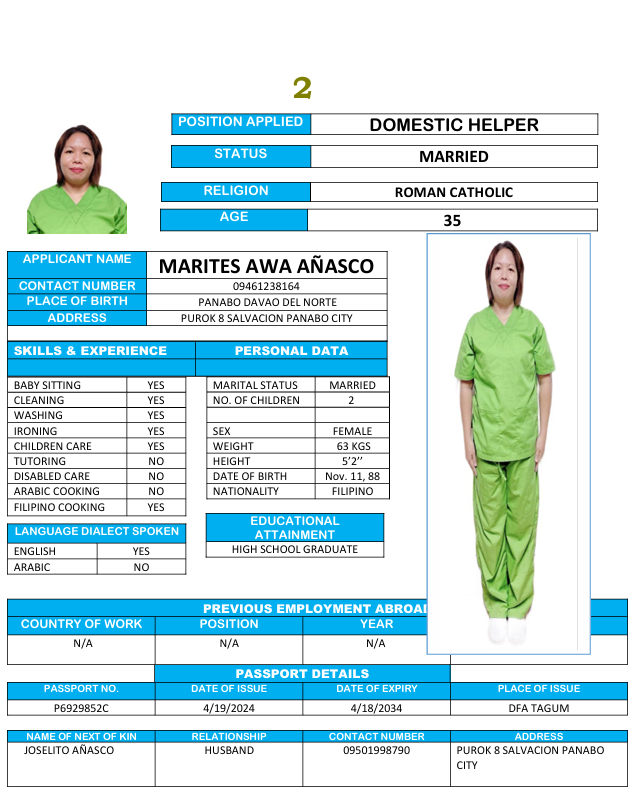 2
POSITION APPLIED DOMESTIC HELPER
STATUS MARRIED
RELIGION ROMAN CATHOLIC
AGE 35
APPLICANT NAME MARITES AWA AÑASCO
CONTACT NUMBER 09461238164
PLACE OF BIRTH PANABO DAVAO DEL NORTE
ADDRESS PUROK 8 SALVACION PANABO CITY
SKILLS & EXPERIENCE PERSONAL DATA
BABY SITTING YES MARITAL STATUS MARRIED
CLEANING YES NO. OF CHILDREN 2
WASHING YES
IRONING YES SEX FEMALE
CHILDREN CARE YES WEIGHT 63 KGS
TUTORING NO HEIGHT 5’2’’
DISABLED CARE NO DATE OF BIRTH Nov. 11, 88
ARABIC COOKING NO NATIONALITY FILIPINO
FILIPINO COOKING YES
LANGUAGE DIALECT SPOKEN
ENGLISH YES
ARABIC NO
EDUCATIONAL
ATTAINMENT
HIGH SCHOOL GRADUATE
PREVIOUS EMPLOYMENT ABROA
COUNTRY OF WORK POSITION YEAR
N/A N/A N/A
PASSPORT DETAILS
PASSPORT NO. DATE OF ISSUE DATE OF EXPIRY PLACE OF ISSUE
P6929852C 4/19/2024 4/18/2034 DFA TAGUM
NAME OF NEXT OF KIN RELATIONSHIP CONTACT NUMBER ADDRESS
JOSELITO AÑASCO HUSBAND 09501998790 PUROK 8 SALVACION PANABO
CITY